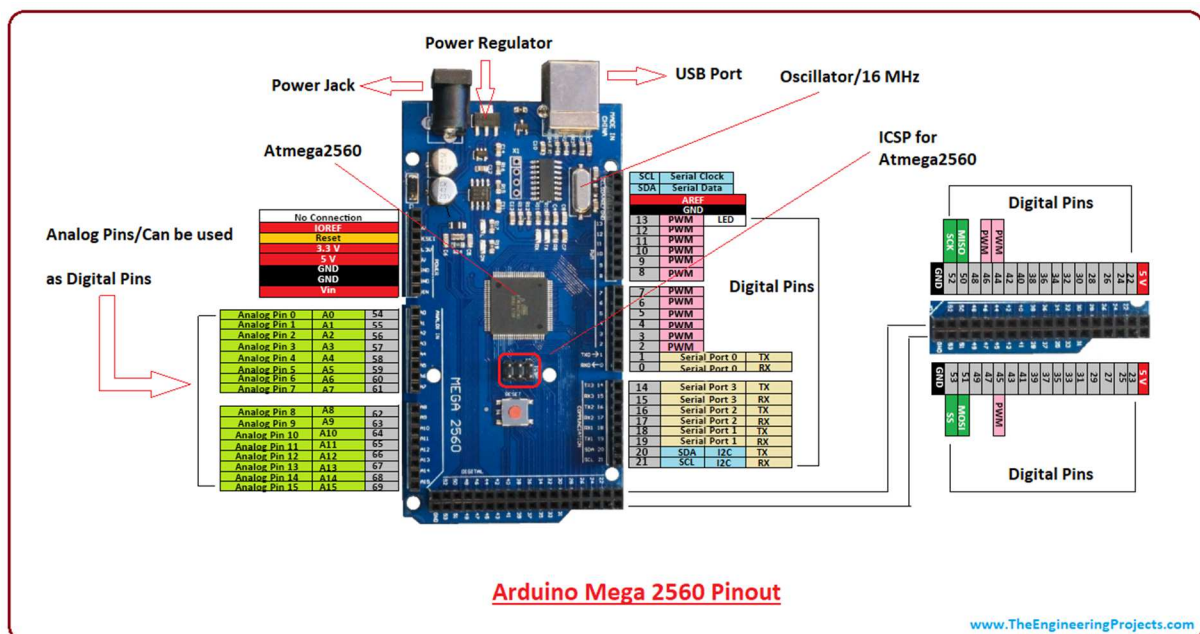 Power Regulator
Power Jack
USB Port
Oscillator/16 MHz
Atmega2560
ICSP for
Atmega2560
Analog Pins/Can be used
as Digital Pins
No Connection
IOREF
Reset
3.3 V
5 V
GND
GND
Vin
Analog Pin 0 A0 54
Analog Pin 1 A1 55
Analog Pin 2 A2 56
Analog Pin 3 A3 57
Analog Pin 4 A4 58
Analog Pin 5 A5 59
Analog Pin 6 A6 60
Analog Pin 7 A7 61
Analog Pin 8 A8 62
Analog Pin 9 A9 63
Analog Pin 10 A10 64
Analog Pin 11 A11 65
Analog Pin 12 A12 66
Analog Pin 13 A13 67
Analog Pin 14 A14 68
Analog Pin 15 A15 69
MADE IN
CHINA
RESET
MEGA 2560
DIGITAL
COMMUNICATION
SCL Serial Clock
SDA Serial Data
AREF
GND
13 PWM LED
12 PWM
11 PWM
10 PWM
9 PWM
8 PWM
7 PWM
6 PWM
5 PWM
4 PWM
3 PWM
2 PWM
1 Serial Port 0 TX
0 Serial Port 0 RX
14 Serial Port 3 TX
15 Serial Port 3 RX
16 Serial Port 2 TX
17 Serial Port 2 RX
18 Serial Port 1 TX
19 Serial Port 1 RX
20 SDA I2C TX
21 SCL I2C RX
Digital Pins
Digital Pins
SCK MISO PWM PWM
GND 52 50 48 46 44 42 40 38 36 34 32 30 28 26 24 22 5 V
GND 53 51 49 47 45 43 41 39 37 35 33 31 29 27 25 23 5 V
SS MOSI PWM
Digital Pins
Arduino Mega 2560 Pinout
www.TheEngineeringProjects.com